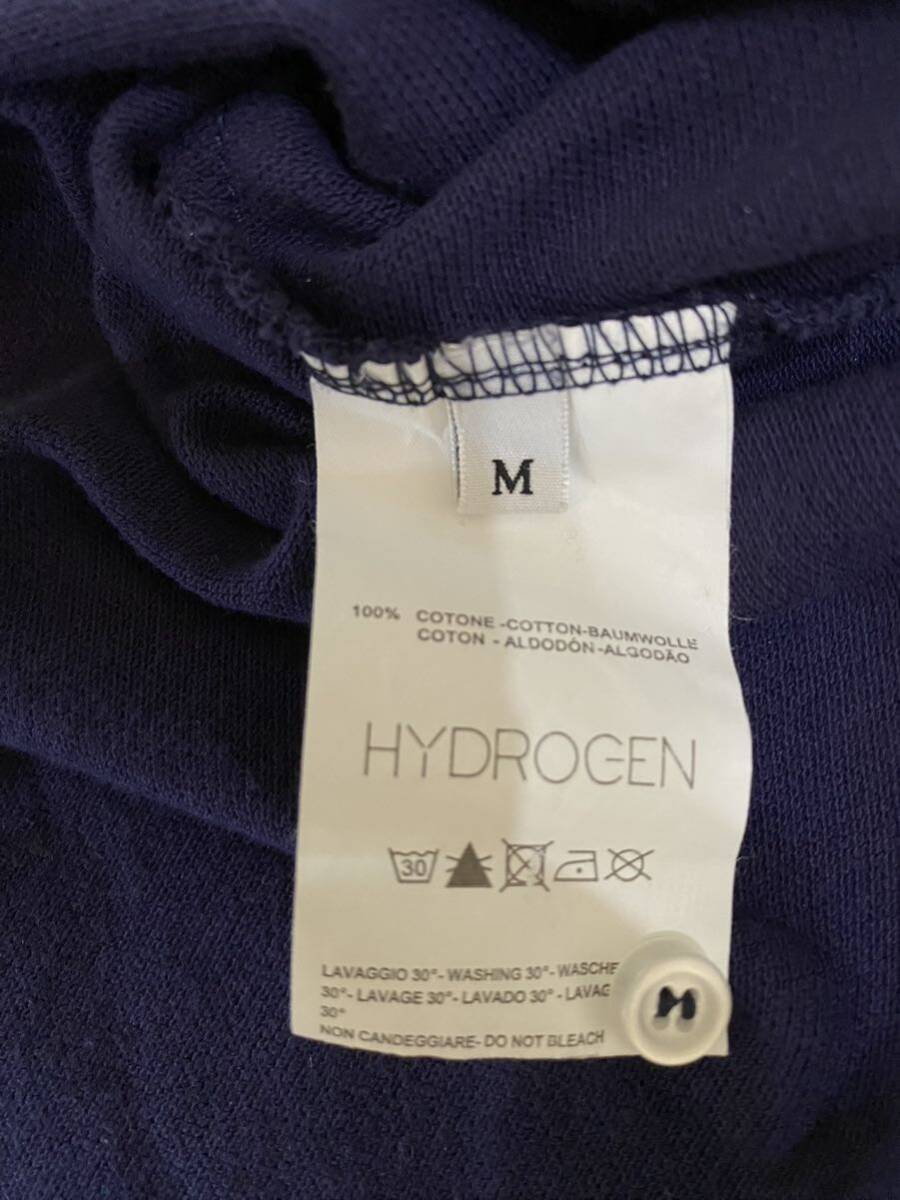 M
100% COTONE -COTTON-BAUMWOLLE
COTON - ALDODÓN-ALGODÃO
HYDROGEN
30
LAVAGGIO 30°- WASHING 30°- WASCHE
30°- LAVAGE 30°- LAVADO 30° - LAVAG
30°
NON CANDEGGIARE- DO NOT BLEACH